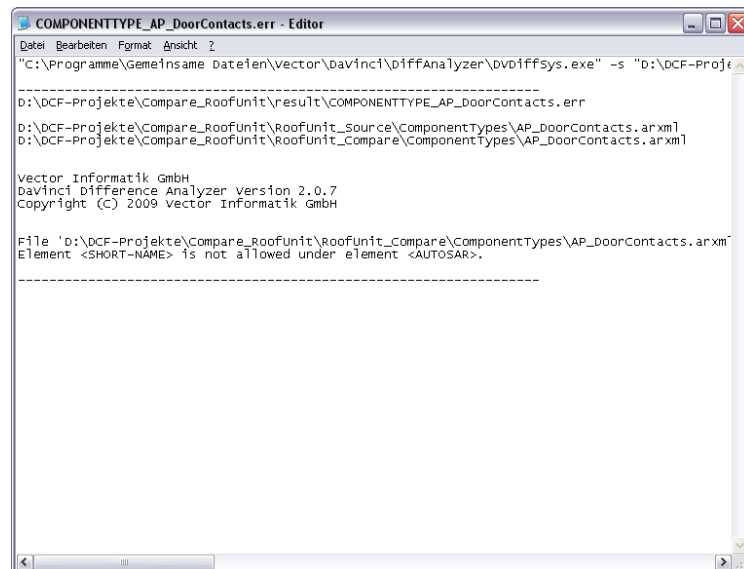 COMPONENTTYPE_AP_DoorContacts.err - Editor
Datei Bearbeiten Format Ansicht ?
"C:\Programme\Gemeinsame Dateien\Vector\DaVinci\DiffAnalyzer\DVDiffSys.exe" -s "D:\DCF-Proje
--------------------------------------------------------------------
D:\DCF-Projekte\Compare_RoofUnit\result\COMPONENTTYPE_AP_DoorContacts.err
D:\DCF-Projekte\Compare_RoofUnit\RoofUnit_Source\ComponentTypes\AP_DoorContacts.arxml
D:\DCF-Projekte\Compare_RoofUnit\RoofUnit_Compare\ComponentTypes\AP_DoorContacts.arxml
Vector Informatik GmbH
DaVinci Difference Analyzer Version 2.0.7
Copyright (C) 2009 Vector Informatik GmbH
File 'D:\DCF-Projekte\Compare_RoofUnit\RoofUnit_Compare\ComponentTypes\AP_DoorContacts.arxml
Element <SHORT-NAME> is not allowed under element <AUTOSAR>.
--------------------------------------------------------------------